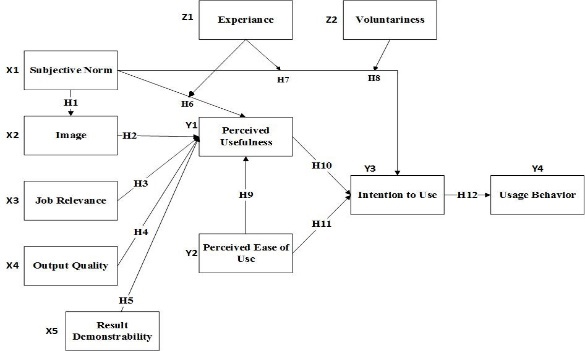 Z1
Experiance
Z2
Voluntariness
X1
Subjective Norm
H7
H8
H6
H1
Y1
X2
Image
H2
Perceived
Usefulness
H10
Y3
Y4
H3
X3
Job Relevance
H9
Intention to Use
H12
Usage Behavior
H4
H11
X4
Output Quality
Y2
Perceived Ease of
Use
H5
X5
Result
Demonstrability